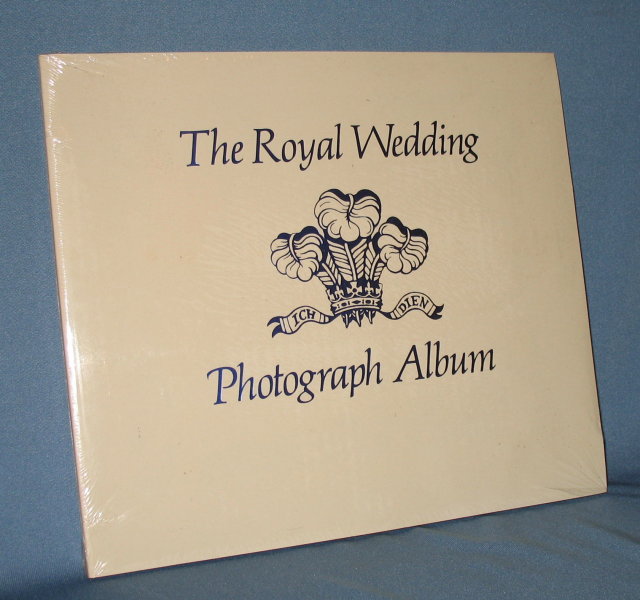 The Royal Wedding
ICH DIEN
Photograph Album